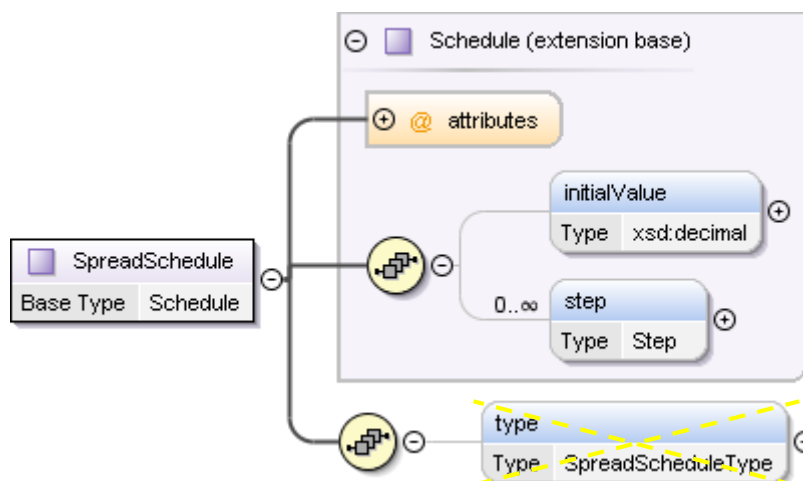 Schedule (extension base)
@ attributes
initialValue
Type xsd:decimal
SpreadSchedule
Base Type Schedule
0..∞
step
Type Step
type
Type SpreadScheduleType